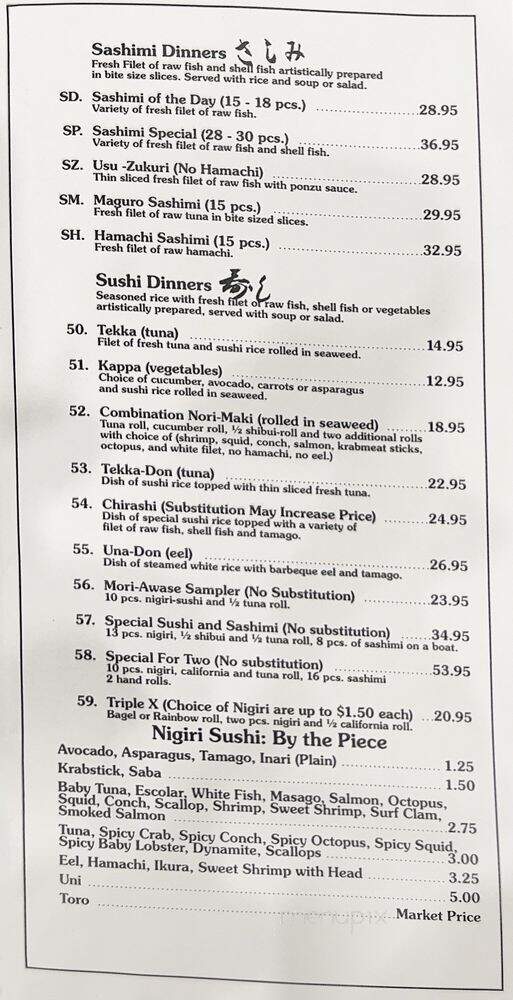 Sashimi Dinners さしみ
Fresh Filet of raw fish and shell fish artistically prepared
in bite size slices. Served with rice and soup or salad.
SD. Sashimi of the Day (15 - 18 pcs.) ........................28.95
Variety of fresh filet of raw fish.
SP. Sashimi Special (28 - 30 pcs.) ............................36.95
Variety of fresh filet of raw fish and shell fish.
SZ. Usu -Zukuri (No Hamachi) ..................................28.95
Thin sliced fresh filet of raw fish with ponzu sauce.
SM. Maguro Sashimi (15 pcs.) ..................................29.95
Fresh filet of raw tuna in bite sized slices.
SH. Hamachi Sashimi (15 pcs.) .................................32.95
Fresh filet of raw hamachi.
Sushi Dinners 寿し
Seasoned rice with fresh filet of raw fish, shell fish or vegetables
artistically prepared, served with soup or salad.
50. Tekka (tuna) ......................................................14.95
Filet of fresh tuna and sushi rice rolled in seaweed.
51. Kappa (vegetables) .............................................12.95
Choice of cucumber, avocado, carrots or asparagus
and sushi rice rolled in seaweed.
52. Combination Nori-Maki (rolled in seaweed) .........18.95
Tuna roll, cucumber roll, ½ shibui-roll and two additional rolls
with choice of (shrimp, squid, conch, salmon, krabmeat sticks,
octopus, and white filet, no hamachi, no eel.)
53. Tekka-Don (tuna) ................................................22.95
Dish of sushi rice topped with thin sliced fresh tuna.
54. Chirashi (Substitution May Increase Price) ..........24.95
Dish of special sushi rice topped with a variety of
filet of raw fish, shell fish and tamago.
55. Una-Don (eel) .....................................................26.95
Dish of steamed white rice with barbeque eel and tamago.
56. Mori-Awase Sampler (No Substitution) ...............23.95
10 pcs. nigiri-sushi and ½ tuna roll.
57. Special Sushi and Sashimi (No substitution) .......34.95
13 pcs. nigiri, ½ shibui and ½ tuna roll, 8 pcs. of sashimi on a boat.
58. Special For Two (No substitution) ......................53.95
10 pcs. nigiri, california and tuna roll, 16 pcs. sashimi
2 hand rolls.
59. Triple X (Choice of Nigiri are up to $1.50 each) ...20.95
Bagel or Rainbow roll, two pcs. nigiri and ½ california roll.
Nigiri Sushi: By the Piece
Avocado, Asparagus, Tamago, Inari (Plain) ....................1.25
Krabstick, Saba ..........................................................1.50
Baby Tuna, Escolar, White Fish, Masago, Salmon, Octopus,
Squid, Conch, Scallop, Shrimp, Sweet Shrimp, Surf Clam,
Smoked Salmon ..........................................................2.75
Tuna, Spicy Crab, Spicy Conch, Spicy Octopus, Spicy Squid,
Spicy Baby Lobster, Dynamite, Scallops ........................3.00
Eel, Hamachi, Ikura, Sweet Shrimp with Head .................3.25
Uni ...........................................................................5.00
Toro ..............................................................Market Price
menupix